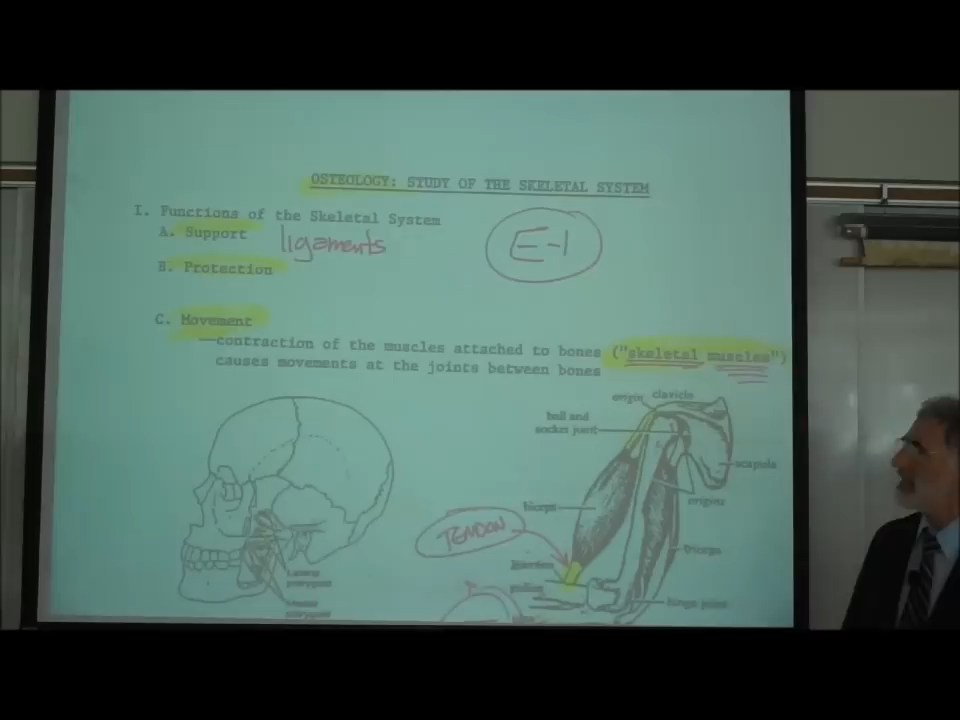 OSTEOLOGY: STUDY OF THE SKELETAL SYSTEM
I. Functions of the Skeletal System
A. Support ligaments
E-1
B. Protection
C. Movement
—contraction of the muscles attached to bones ("skeletal muscles")
causes movements at the joints between bones
origin clavicle
ball and
socket joint
scapula
origins
biceps
TENDON
triceps
insertion
hinge joint